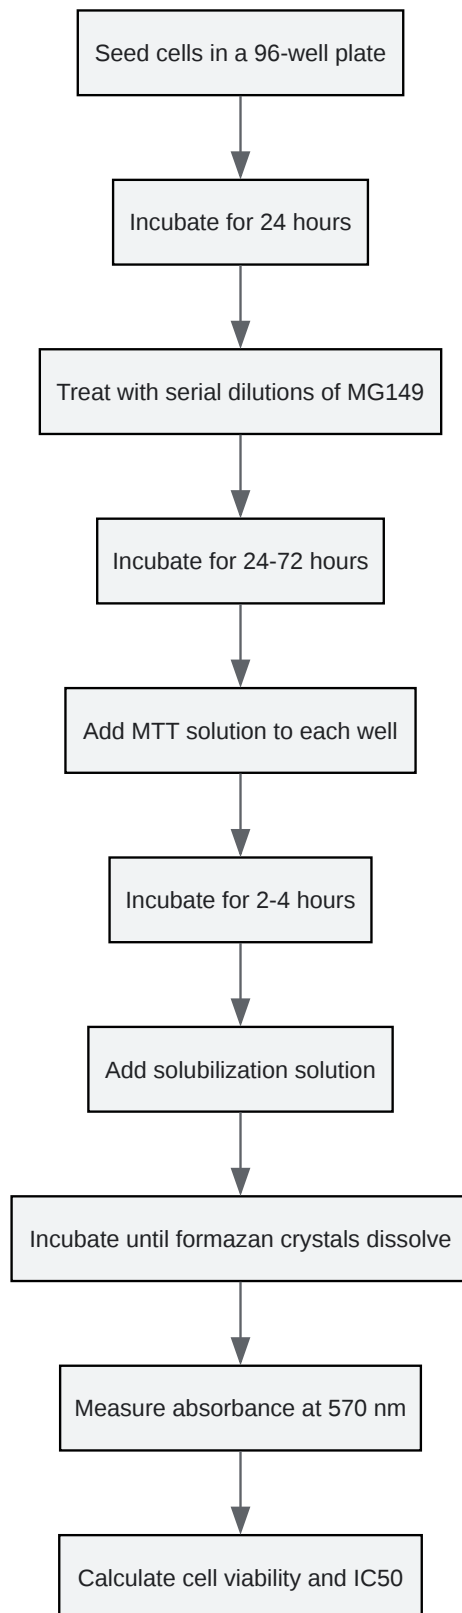 Seed cells in a 96-well plate
Incubate for 24 hours
Treat with serial dilutions of MG149
Incubate for 24-72 hours
Add MTT solution to each well
Incubate for 2-4 hours
Add solubilization solution
Incubate until formazan crystals dissolve
Measure absorbance at 570 nm
Calculate cell viability and IC50